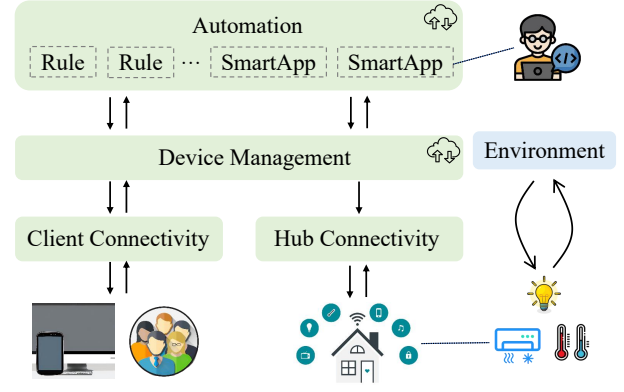 Automation
Rule Rule ... SmartApp SmartApp
</>
Device Management
Environment
Client Connectivity
Hub Connectivity